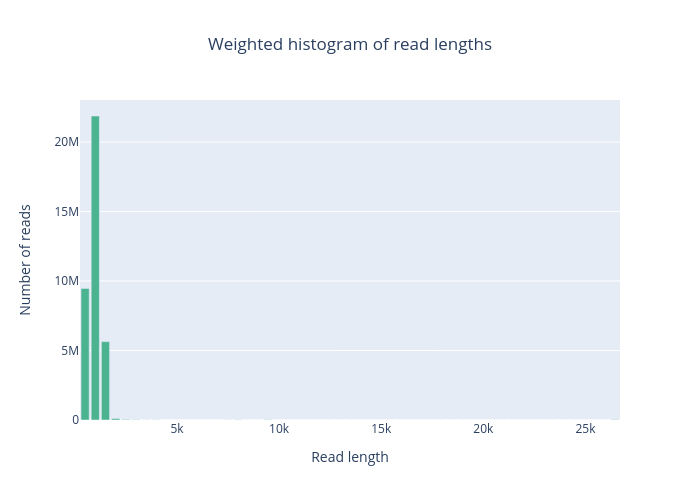 Weighted histogram of read lengths
20M
15M
10M
5M
0
Number of reads
5k
10k
15k
20k
25k
Read length